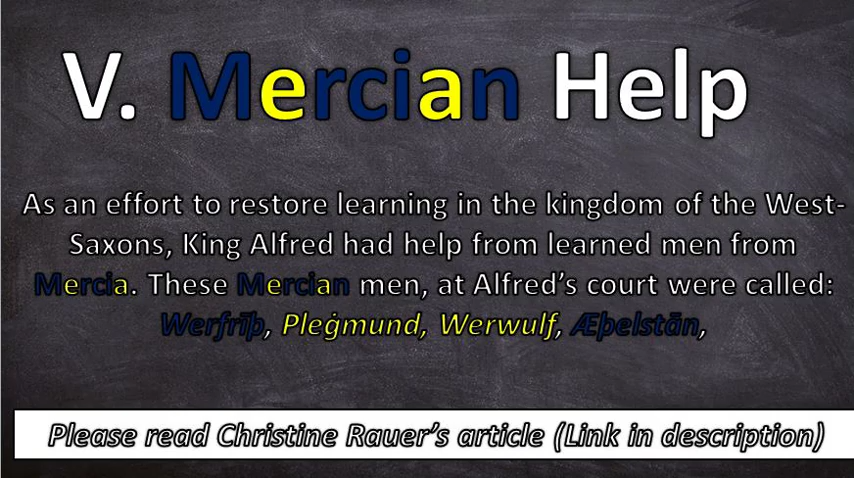 V. Mercian Help
As an effort to restore learning in the kingdom of the West-
Saxons, King Alfred had help from learned men from
Mercia. These Mercian men, at Alfred’s court were called:
Werfrīþ, Pleġmund, Werwulf, Æþelstān,
Please read Christine Rauer’s article (Link in description)